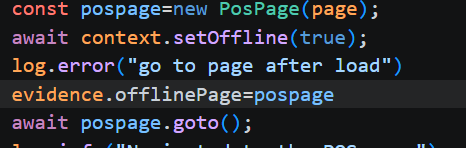 const pospage=new PosPage(page);
await context.setOffline(true);
log.error("go to page after load")
evidence.offlinePage=pospage
await pospage.goto();